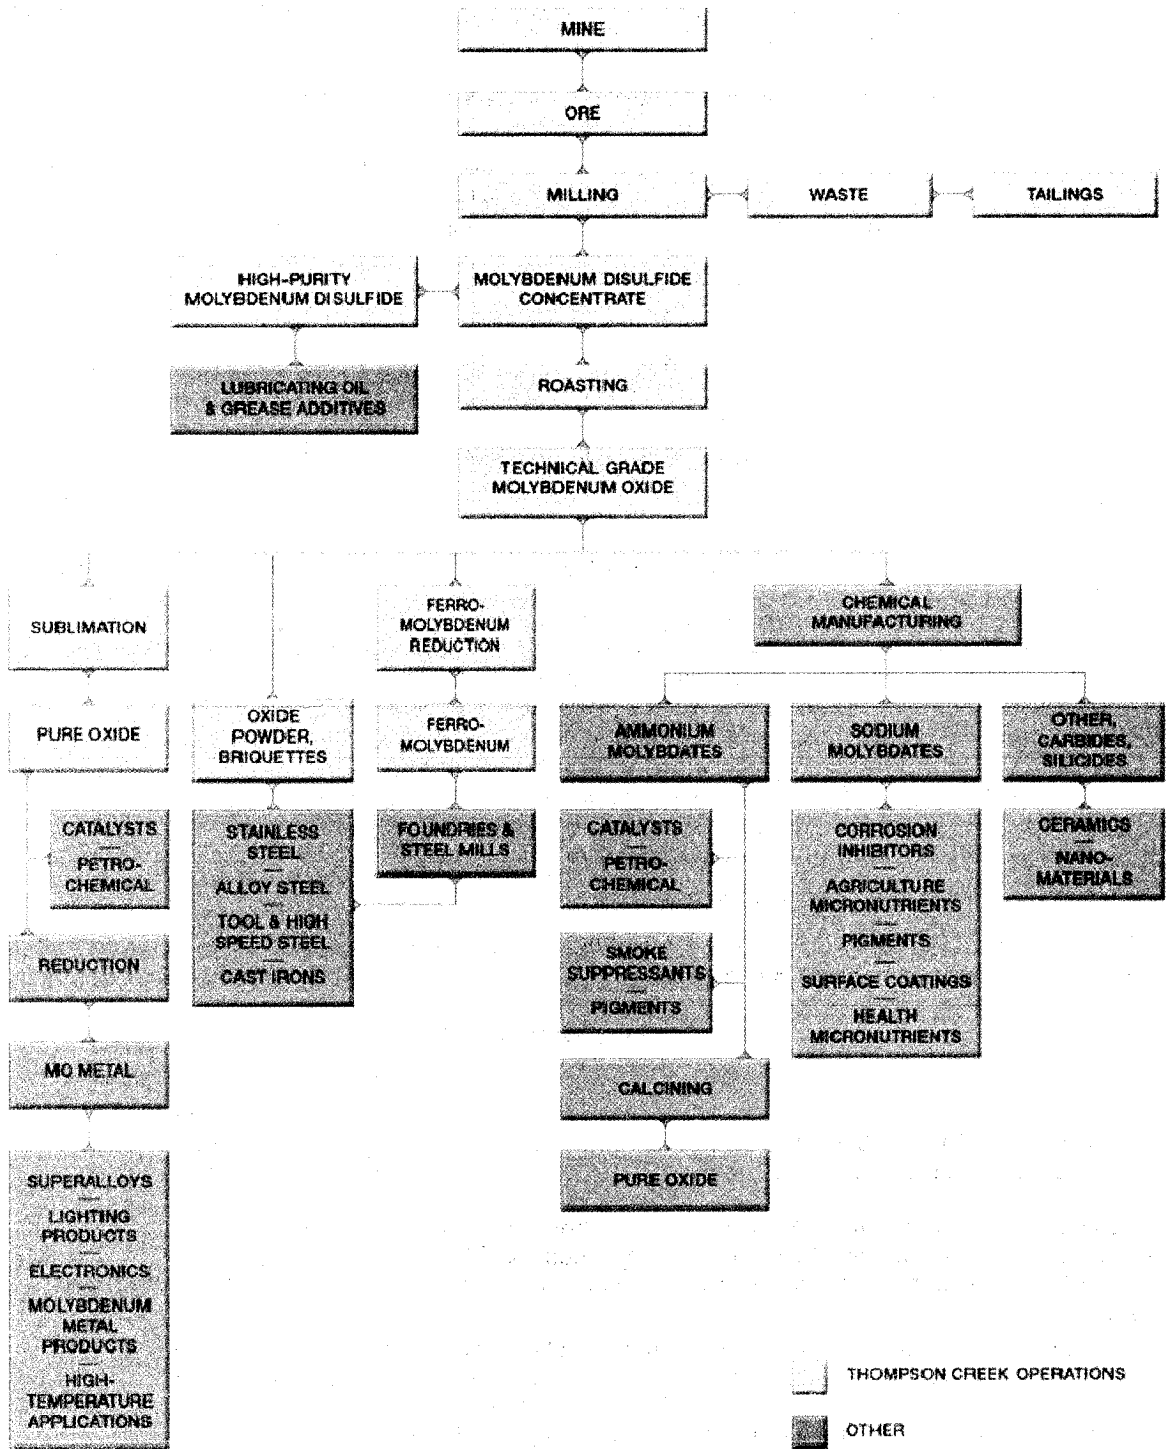 MINE
ORE
MILLING
WASTE
TAILINGS
HIGH-PURITY
MOLYBDENUM DISULFIDE
MOLYBDENUM DISULFIDE
CONCENTRATE
LUBRICATING OIL
& GREASE ADDITIVES
ROASTING
TECHNICAL GRADE
MOLYBDENUM OXIDE
SUBLIMATION
FERRO-
MOLYBDENUM
REDUCTION
CHEMICAL
MANUFACTURING
PURE OXIDE
OXIDE
POWDER,
BRIQUETTES
FERRO-
MOLYBDENUM
AMMONIUM
MOLYBDATES
SODIUM
MOLYBDATES
OTHER,
CARBIDES,
SILICIDES
CATALYSTS
PETRO-
CHEMICAL
STAINLESS
STEEL
ALLOY STEEL
TOOL & HIGH
SPEED STEEL
CAST IRONS
FOUNDRIES &
STEEL MILLS
CATALYSTS
PETRO-
CHEMICAL
CORROSION
INHIBITORS
AGRICULTURE
MICRONUTRIENTS
PIGMENTS
SURFACE COATINGS
HEALTH
MICRONUTRIENTS
CERAMICS
NANO-
MATERIALS
REDUCTION
SMOKE
SUPPRESSANTS
PIGMENTS
MO METAL
CALCINING
PURE OXIDE
SUPERALLOYS
LIGHTING
PRODUCTS
ELECTRONICS
MOLYBDENUM
METAL
PRODUCTS
HIGH-
TEMPERATURE
APPLICATIONS
THOMPSON CREEK OPERATIONS
OTHER